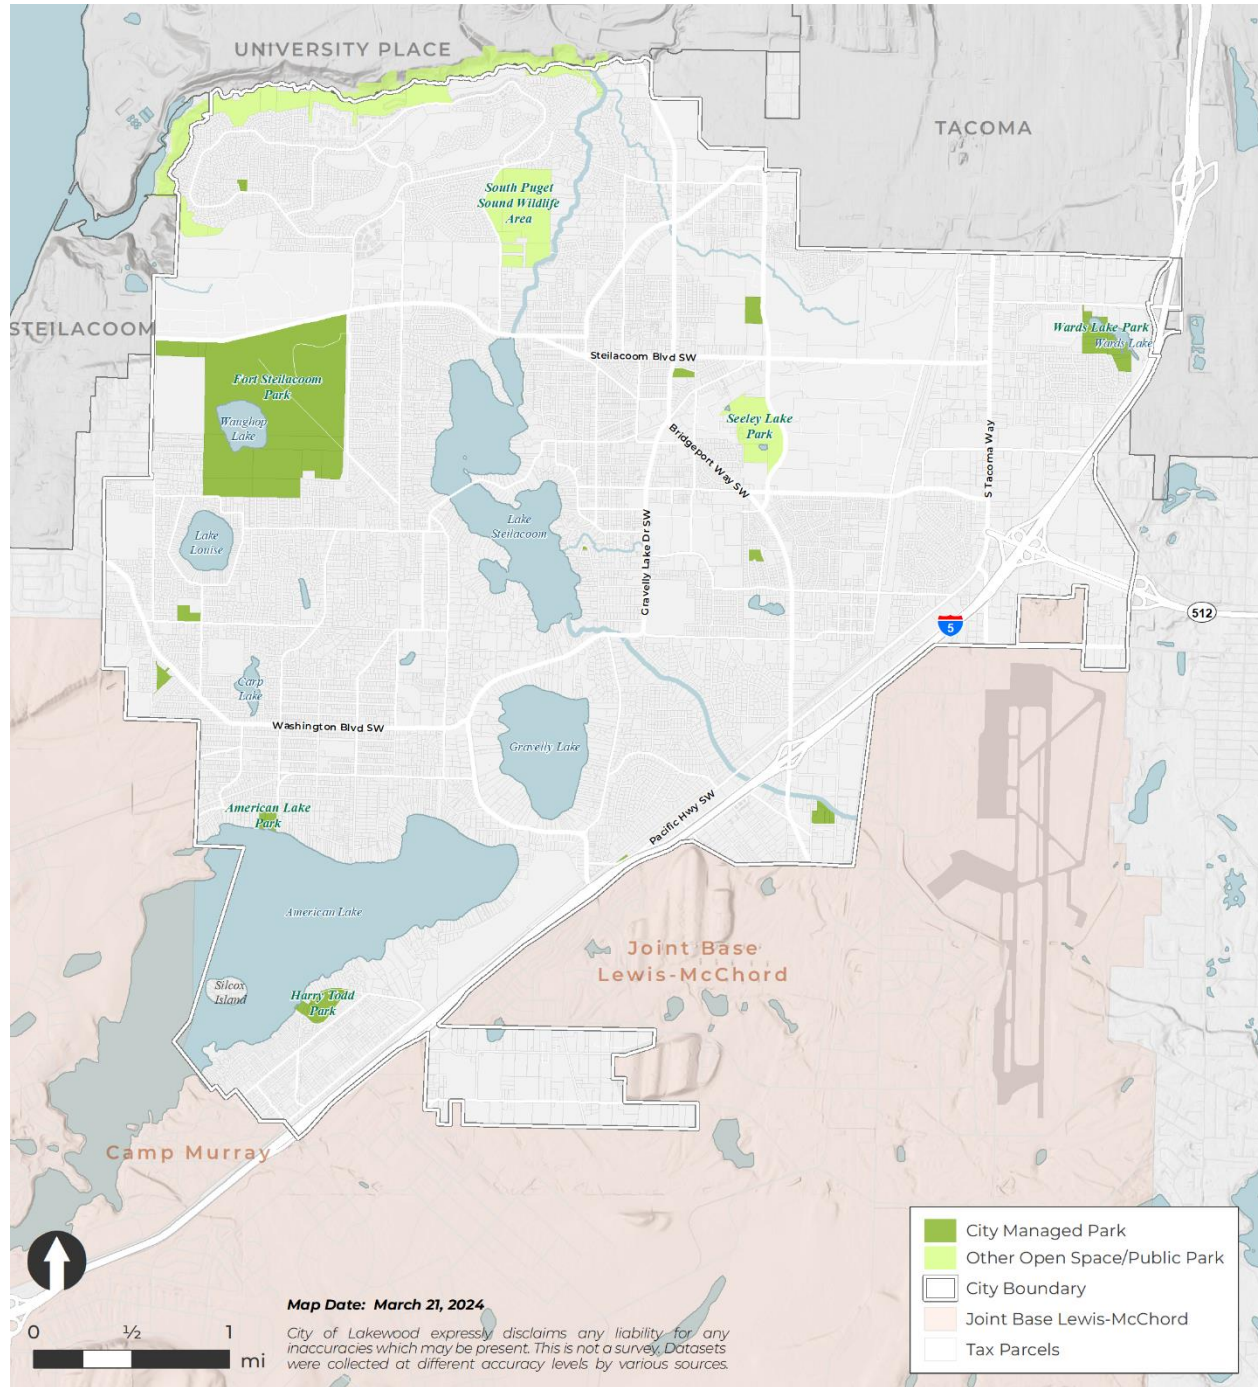 UNIVERSITY PLACE
TACOMA
South Puget
Sound Wildlife
Area
STEILACOOM
Wards Lake Park
Wards Lake
Steilacoom Blvd SW
Fort Steilacoom
Park
Waughop
Lake
Seeley Lake
Park
Bridgeport Way SW
S Tacoma Way
Lake
Louise
Lake
Steilacoom
Gravelly Lake Dr SW
512
5
Carp
Lake
Washington Blvd SW
Gravelly Lake
American Lake
Park
Pacific Hwy SW
American Lake
Joint Base
Lewis-McChord
Silcox
Island
Harry Todd
Park
Camp Murray
City Managed Park
Other Open Space/Public Park
City Boundary
Joint Base Lewis-McChord
Tax Parcels
Map Date: March 21, 2024
0 ½ 1
mi
City of Lakewood expressly disclaims any liability for any
inaccuracies which may be present. This is not a survey. Datasets
were collected at different accuracy levels by various sources.